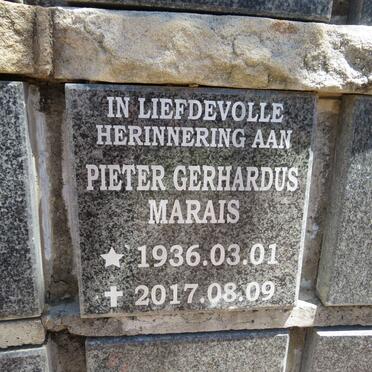 IN LIEFDEVOLLE
HERINNERING AAN
PIETER GERHARDUS
MARAIS
★ 1936.03.01
✝ 2017.08.09